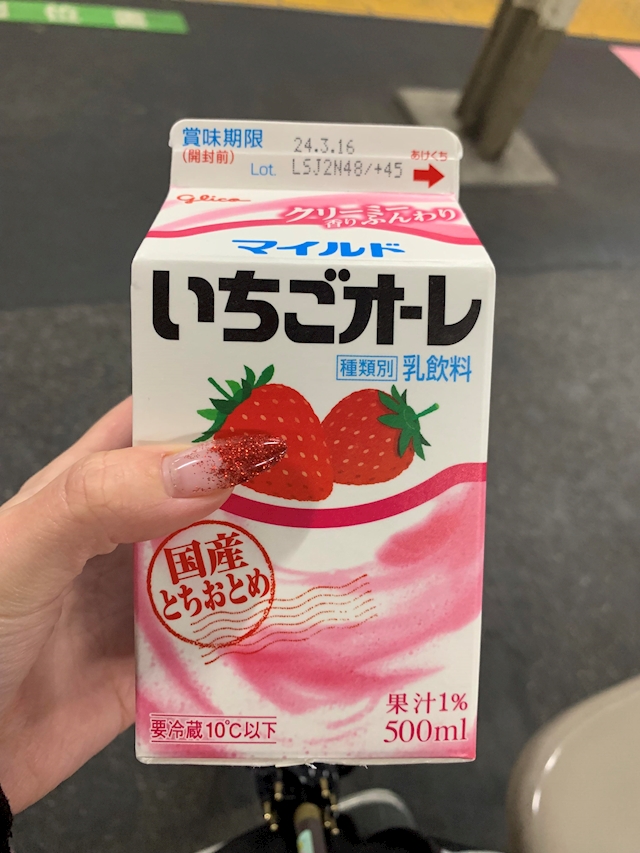 賞味期限
(開封前)
24.3.16
Lot. LSJ2N48/+45
あけくち
glico
クリーミー
香りふんわり
マイルド
いちごオーレ
種類別 乳飲料
国産
とちおとめ
果汁1%
要冷蔵10℃以下
500ml